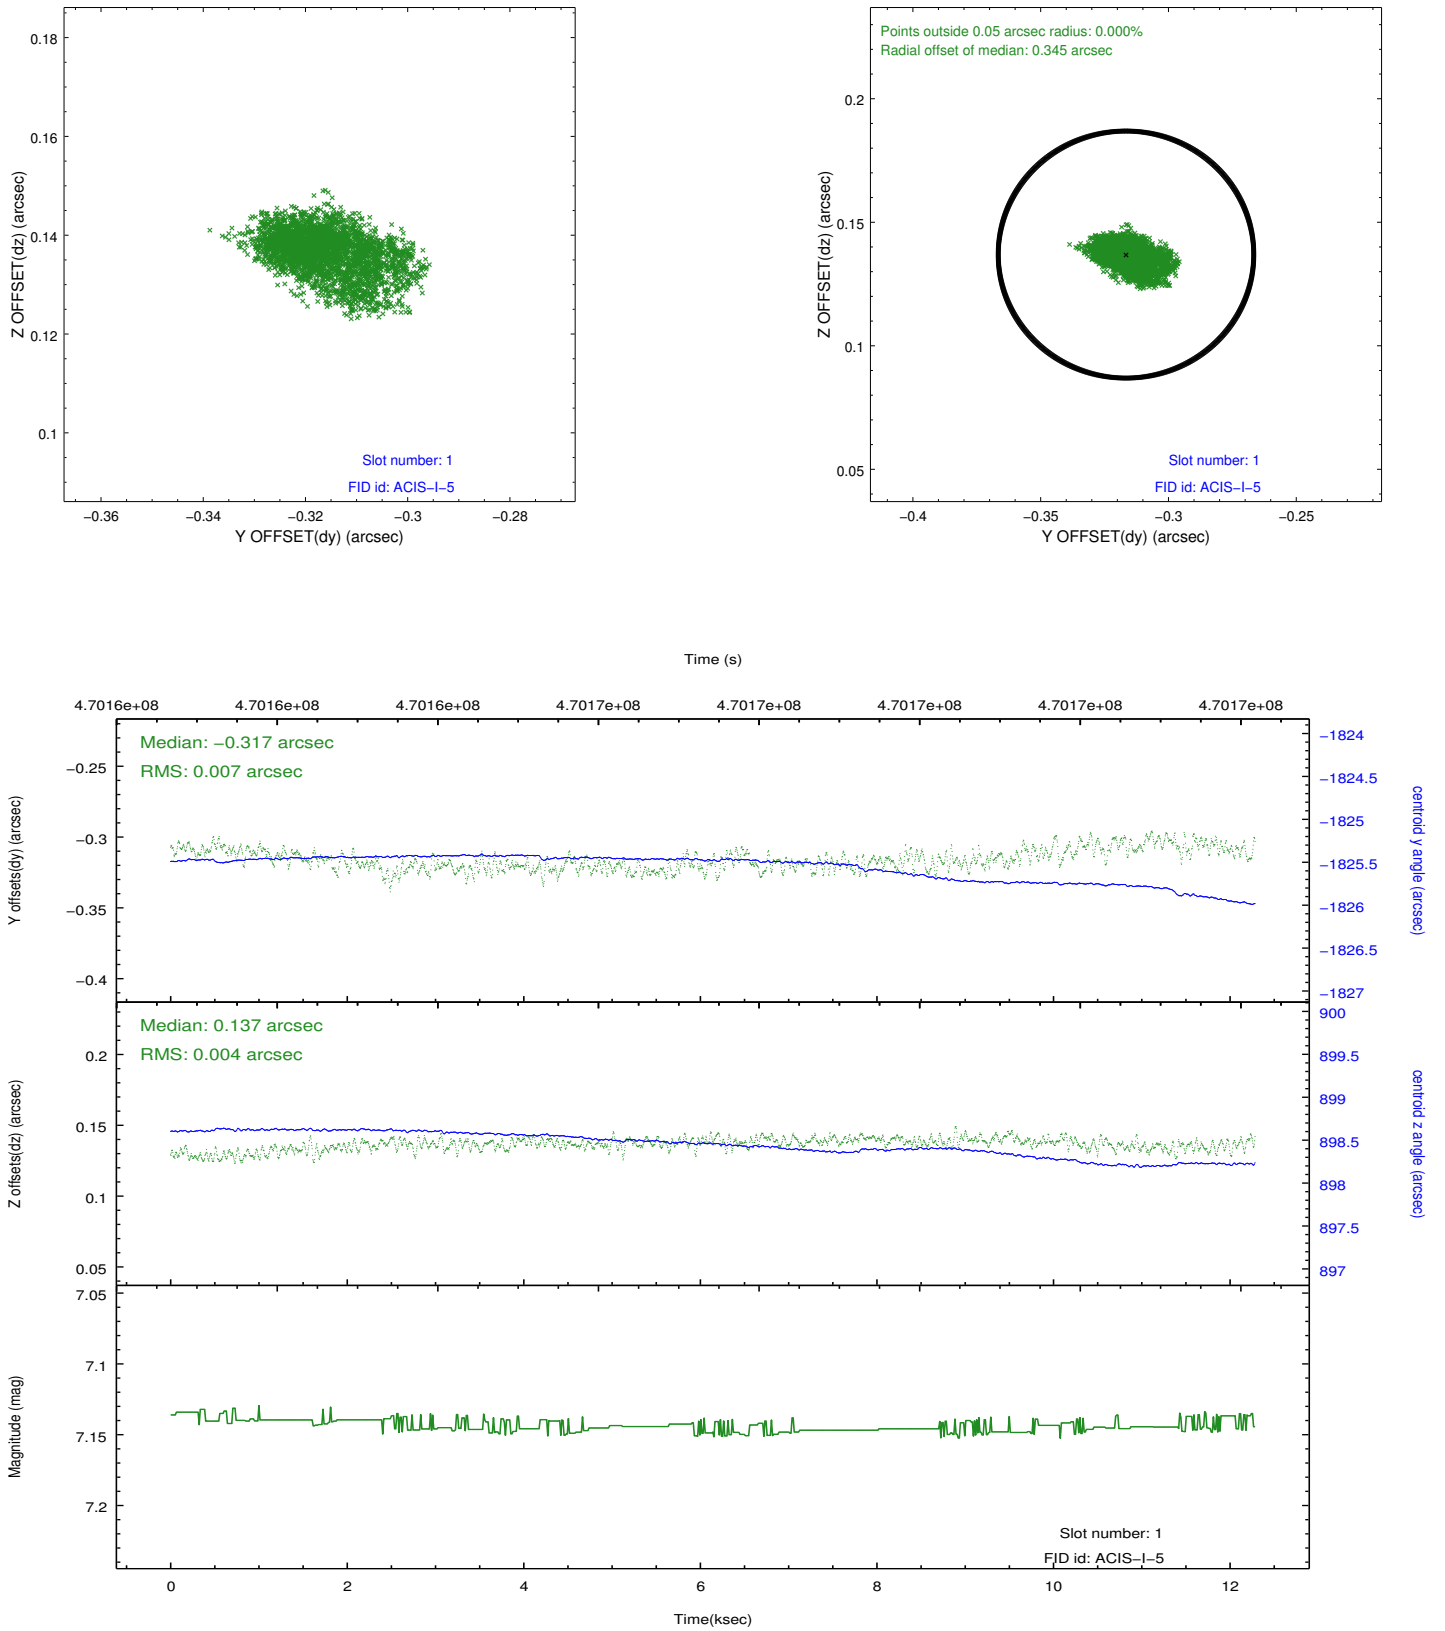 0.18
0.16
0.14
0.12
0.1
Z OFFSET(dz) (arcsec)
Slot number: 1
FID id: ACIS−I−5
−0.36 −0.34 −0.32 −0.3 −0.28
Y OFFSET(dy) (arcsec)
Points outside 0.05 arcsec radius: 0.000%
Radial offset of median: 0.345 arcsec
0.2
0.15
0.1
0.05
Z OFFSET(dz) (arcsec)
Slot number: 1
FID id: ACIS−I−5
−0.4 −0.35 −0.3 −0.25
Y OFFSET(dy) (arcsec)
Time (s)
4.7016e+08 4.7016e+08 4.7016e+08 4.7017e+08 4.7017e+08 4.7017e+08 4.7017e+08 4.7017e+08
Median: −0.317 arcsec
RMS: 0.007 arcsec
−0.25
−0.3
−0.35
−0.4
Y offsets(dy) (arcsec)
−1824
−1824.5
−1825
−1825.5
−1826
−1826.5
−1827
centroid y angle (arcsec)
Median: 0.137 arcsec
RMS: 0.004 arcsec
0.2
0.15
0.1
0.05
Z offsets(dz) (arcsec)
900
899.5
899
898.5
898
897.5
897
centroid z angle (arcsec)
7.05
7.1
7.15
7.2
Magnitude (mag)
Slot number: 1
FID id: ACIS−I−5
0 2 4 6 8 10 12
Time(ksec)